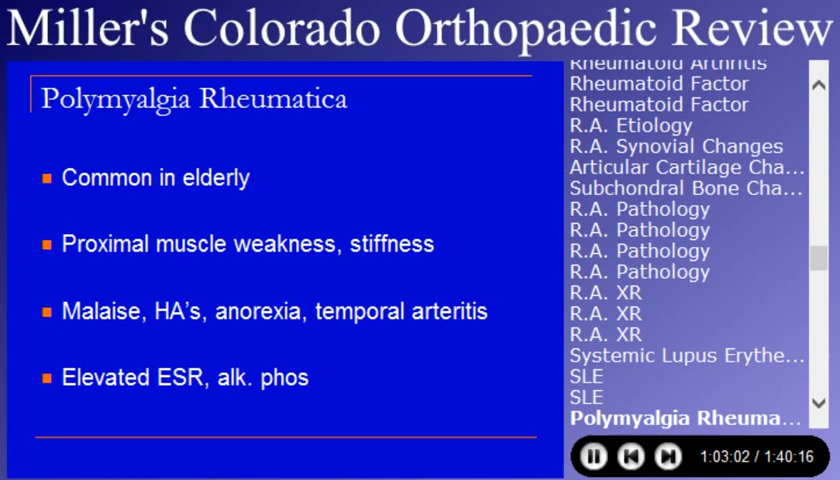 Miller's Colorado Orthopaedic Review
Polymyalgia Rheumatica
Common in elderly
Proximal muscle weakness, stiffness
Malaise, HA's, anorexia, temporal arteritis
Elevated ESR, alk. phos
Rheumatoid Arthritis
Rheumatoid Factor
Rheumatoid Factor
R.A. Etiology
R.A. Synovial Changes
Articular Cartilage Cha...
Subchondral Bone Cha...
R.A. Pathology
R.A. Pathology
R.A. Pathology
R.A. Pathology
R.A. XR
R.A. XR
R.A. XR
Systemic Lupus Erythe...
SLE
SLE
Polymyalgia Rheuma...
1:03:02 / 1:40:16